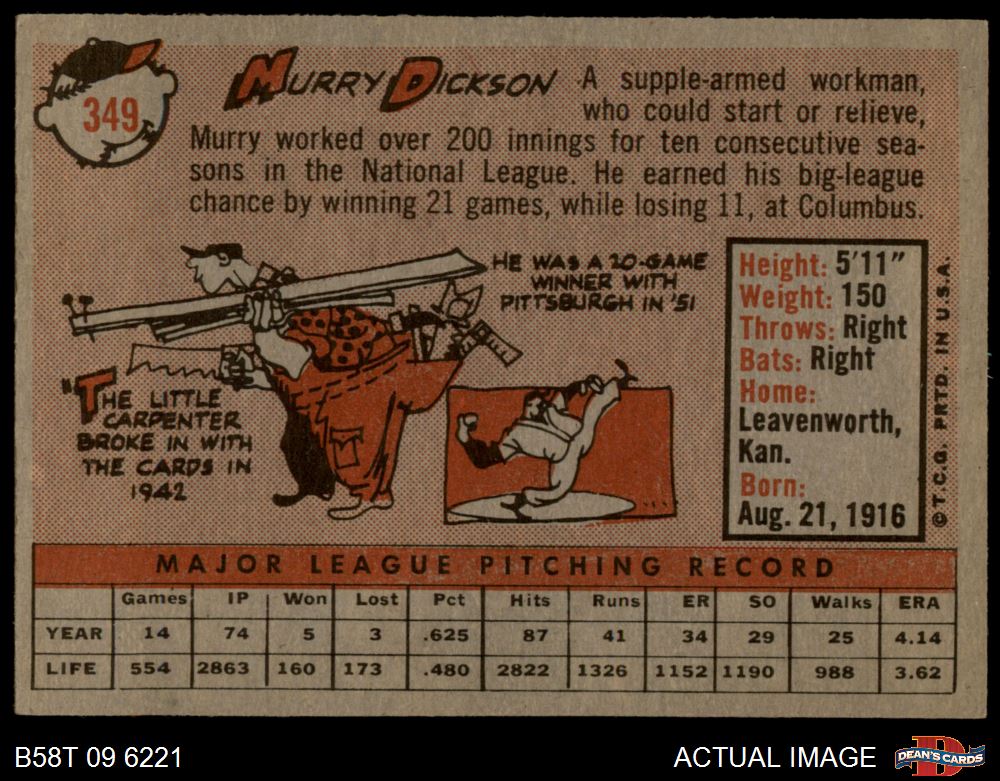 349
MURRY DICKSON
A supple-armed workman,
who could start or relieve,
Murry worked over 200 innings for ten consecutive sea-
sons in the National League. He earned his big-league
chance by winning 21 games, while losing 11, at Columbus.
HE WAS A 20-GAME
WINNER WITH
PITTSBURGH IN '51
"THE LITTLE
CARPENTER
BROKE IN WITH
THE CARDS IN
1942
Height: 5'11"
Weight: 150
Throws: Right
Bats: Right
Home:
Leavenworth,
Kan.
Born:
Aug. 21, 1916
© T.C.G. PRTD. IN U.S.A.
MAJOR LEAGUE PITCHING RECORD
Games IP Won Lost Pct Hits Runs ER SO Walks ERA
YEAR 14 74 5 3 .625 87 41 34 29 25 4.14
LIFE 554 2863 160 173 .480 2822 1326 1152 1190 988 3.62
B58T 09 6221
ACTUAL IMAGE
D
DEAN'S CARDS